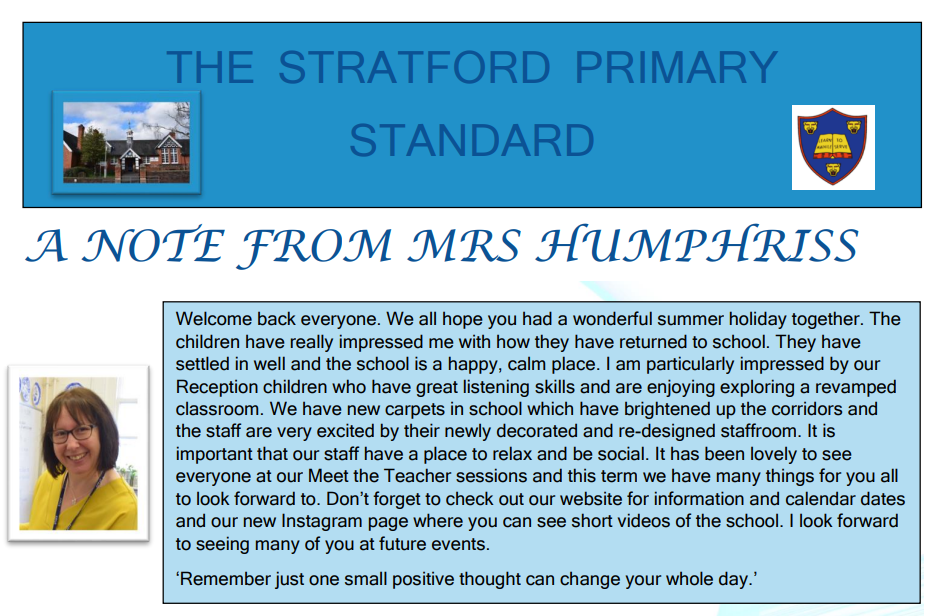 THE STRATFORD PRIMARY
STANDARD
LEARN TO
SERVE
A NOTE FROM MRS HUMPHRISS
Welcome back everyone. We all hope you had a wonderful summer holiday together. The
children have really impressed me with how they have returned to school. They have
settled in well and the school is a happy, calm place. I am particularly impressed by our
Reception children who have great listening skills and are enjoying exploring a revamped
classroom. We have new carpets in school which have brightened up the corridors and
the staff are very excited by their newly decorated and re-designed staffroom. It is
important that our staff have a place to relax and be social. It has been lovely to see
everyone at our Meet the Teacher sessions and this term we have many things for you all
to look forward to. Don’t forget to check out our website for information and calendar dates
and our new Instagram page where you can see short videos of the school. I look forward
to seeing many of you at future events.
‘Remember just one small positive thought can change your whole day.’